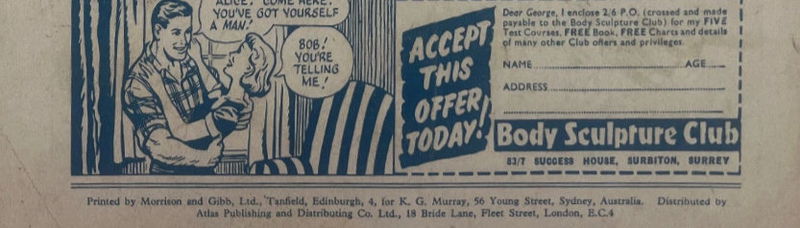 ALICE! COME HERE!
YOU'VE GOT YOURSELF
A MAN!
BOB!
YOU'RE
TELLING
ME!
ACCEPT
THIS
OFFER
TODAY!
Dear George, I enclose 2/6 P.O. (crossed and made
payable to the Body Sculpture Club) for my FIVE
Test Courses, FREE Book, FREE Charts and details
of many other Club offers and privileges.
NAME AGE
ADDRESS
Body Sculpture Club
83/7 SUCCESS HOUSE, SURBITON, SURREY
Printed by Morrison and Gibb, Ltd., Tanfield, Edinburgh, 4, for K. G. Murray, 56 Young Street, Sydney, Australia. Distributed by
Atlas Publishing and Distributing Co. Ltd., 18 Bride Lane, Fleet Street, London, E.C.4